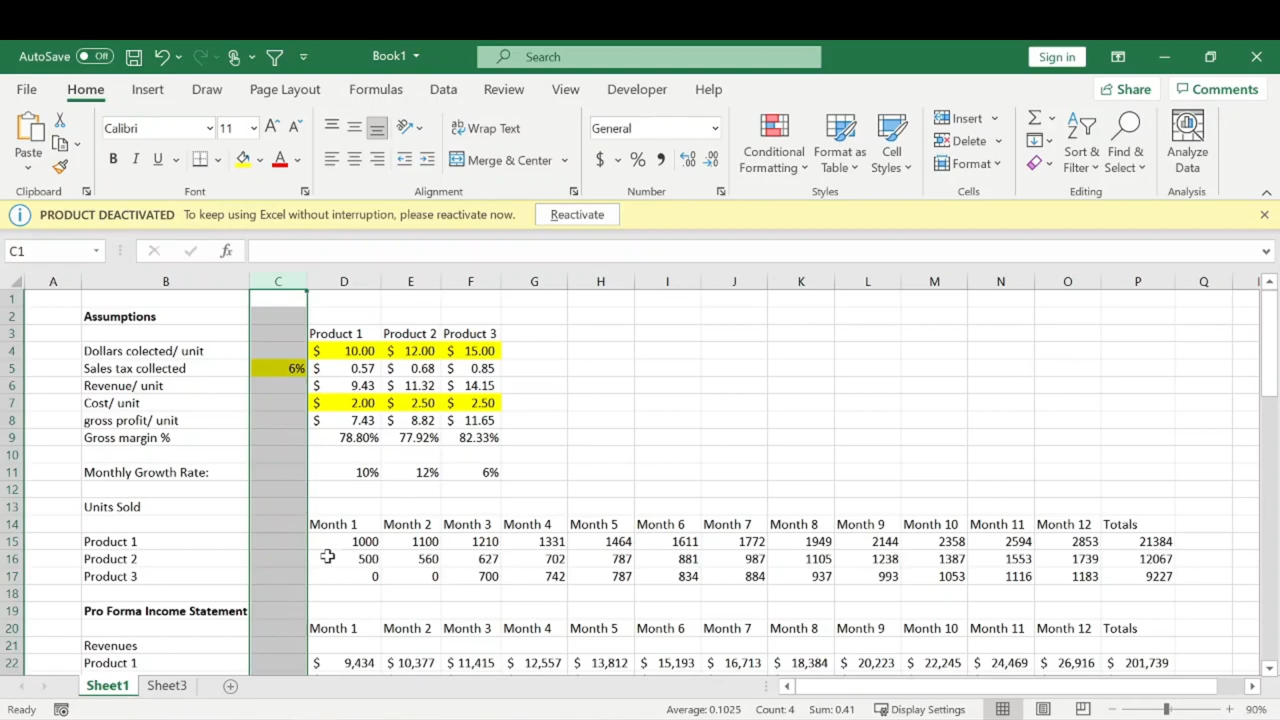 AutoSave Off Book1 Search Sign in
File Home Insert Draw Page Layout Formulas Data Review View Developer Help Share Comments
Paste Calibri 11 A A Wrap Text General Conditional Formatting Format as Table Cell Styles Insert Sort & Filter Find & Select Analyze Data
B I U A Merge & Center $ % Delete
Format
Clipboard Font Alignment Number Styles Cells Editing Analysis
PRODUCT DEACTIVATED To keep using Excel without interruption, please reactivate now. Reactivate
C1 fx
A B C D E F G H I J K L M N O P Q
1
2 Assumptions
3 Product 1 Product 2 Product 3
4 Dollars colected/ unit $ 10.00 $ 12.00 $ 15.00
5 Sales tax collected 6% $ 0.57 $ 0.68 $ 0.85
6 Revenue/ unit $ 9.43 $ 11.32 $ 14.15
7 Cost/ unit $ 2.00 $ 2.50 $ 2.50
8 gross profit/ unit $ 7.43 $ 8.82 $ 11.65
9 Gross margin % 78.80% 77.92% 82.33%
10
11 Monthly Growth Rate: 10% 12% 6%
12
13 Units Sold
14 Month 1 Month 2 Month 3 Month 4 Month 5 Month 6 Month 7 Month 8 Month 9 Month 10 Month 11 Month 12 Totals
15 Product 1 1000 1100 1210 1331 1464 1611 1772 1949 2144 2358 2594 2853 21384
16 Product 2 500 560 627 702 787 881 987 1105 1238 1387 1553 1739 12067
17 Product 3 0 0 700 742 787 834 884 937 993 1053 1116 1183 9227
18
19 Pro Forma Income Statement
20 Month 1 Month 2 Month 3 Month 4 Month 5 Month 6 Month 7 Month 8 Month 9 Month 10 Month 11 Month 12 Totals
21 Revenues
22 Product 1 $ 9,434 $ 10,377 $ 11,415 $ 12,557 $ 13,812 $ 15,193 $ 16,713 $ 18,384 $ 20,223 $ 22,245 $ 24,469 $ 26,916 $ 201,739
Sheet1 Sheet3
Ready Average: 0.1025 Count: 4 Sum: 0.41 Display Settings 90%